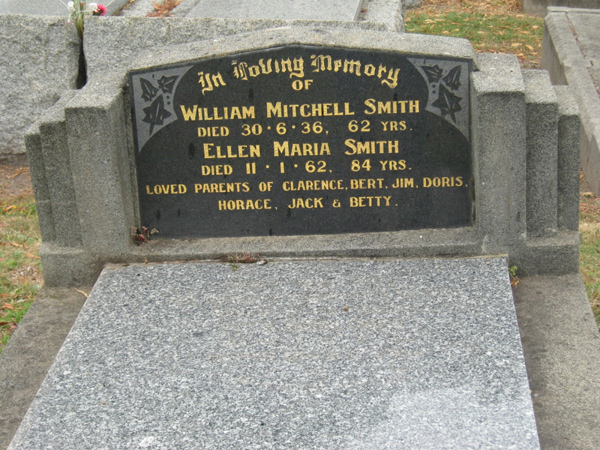 In Loving Memory
OF
WILLIAM MITCHELL SMITH
DIED 30·6·36, 62 YRS.
ELLEN MARIA SMITH
DIED 11·1·62, 84 YRS.
LOVED PARENTS OF CLARENCE, BERT, JIM, DORIS.
HORACE, JACK & BETTY.